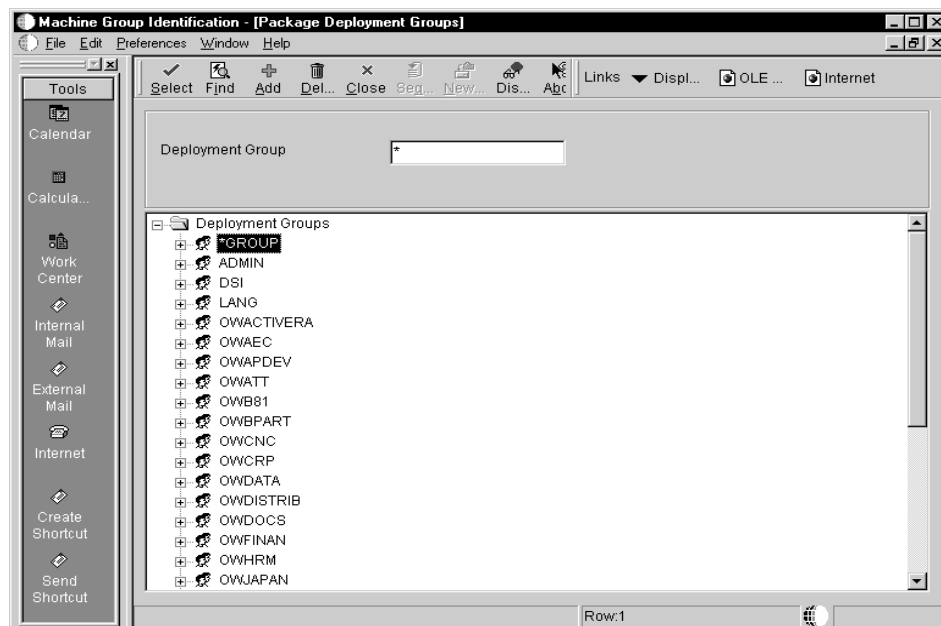 Machine Group Identification - [Package Deployment Groups]
File Edit Preferences Window Help
Tools
Select Find Add Del... Close Seq... New... Dis... Abc Links Displ... OLE ... Internet
Calendar
Calcula...
Work
Center
Internal
Mail
External
Mail
Internet
Create
Shortcut
Send
Shortcut
Deployment Group *
Deployment Groups
*GROUP
ADMIN
DSI
LANG
OWACTIVERA
OWAEC
OWAPDEV
OWATT
OWB81
OWBPART
OWCNC
OWCRP
OWDATA
OWDISTRIB
OWDOCS
OWFINAN
OWHRM
OWJAPAN
Row:1